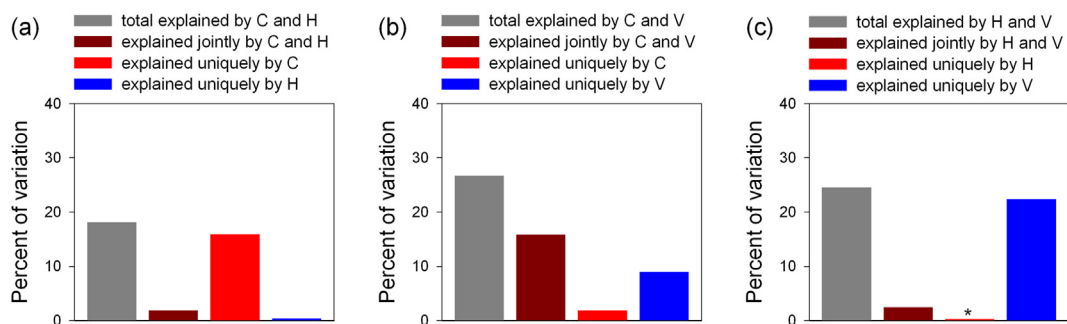 (a)
total explained by C and H
explained jointly by C and H
explained uniquely by C
explained uniquely by H
Percent of variation
40
30
20
10
0
(b)
total explained by C and V
explained jointly by C and V
explained uniquely by C
explained uniquely by V
Percent of variation
40
30
20
10
0
(c)
total explained by H and V
explained jointly by H and V
explained uniquely by H
explained uniquely by V
Percent of variation
40
30
20
10
0
*